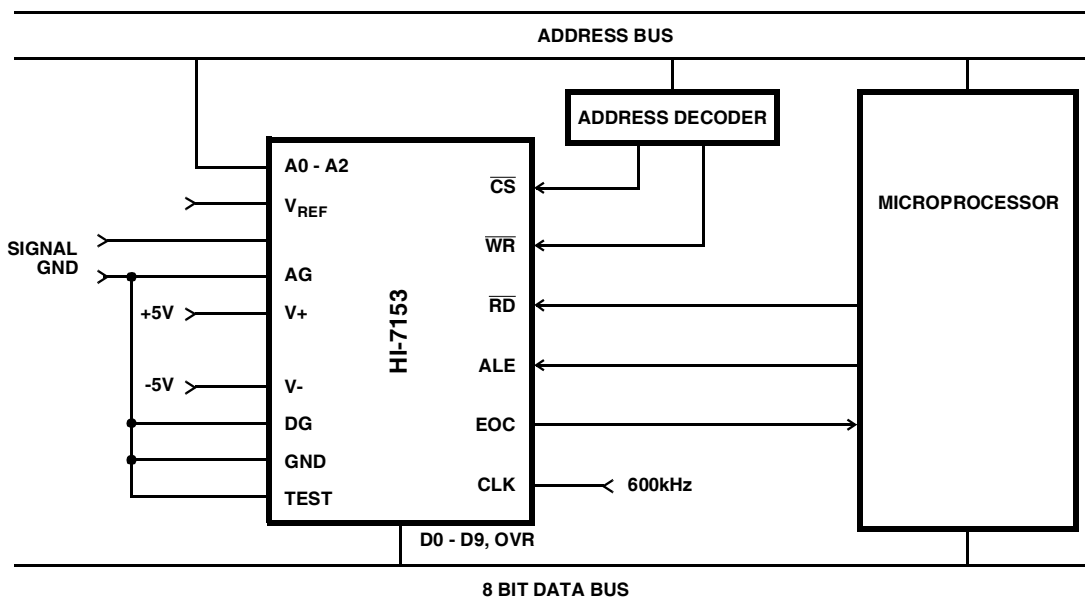 ADDRESS BUS
ADDRESS DECODER
A0 - A2
CS
MICROPROCESSOR
VREF
SIGNAL
GND
WR
AG
+5V
V+
HI-7153
RD
ALE
-5V
V-
DG
EOC
GND
CLK
600kHz
TEST
D0 - D9, OVR
8 BIT DATA BUS